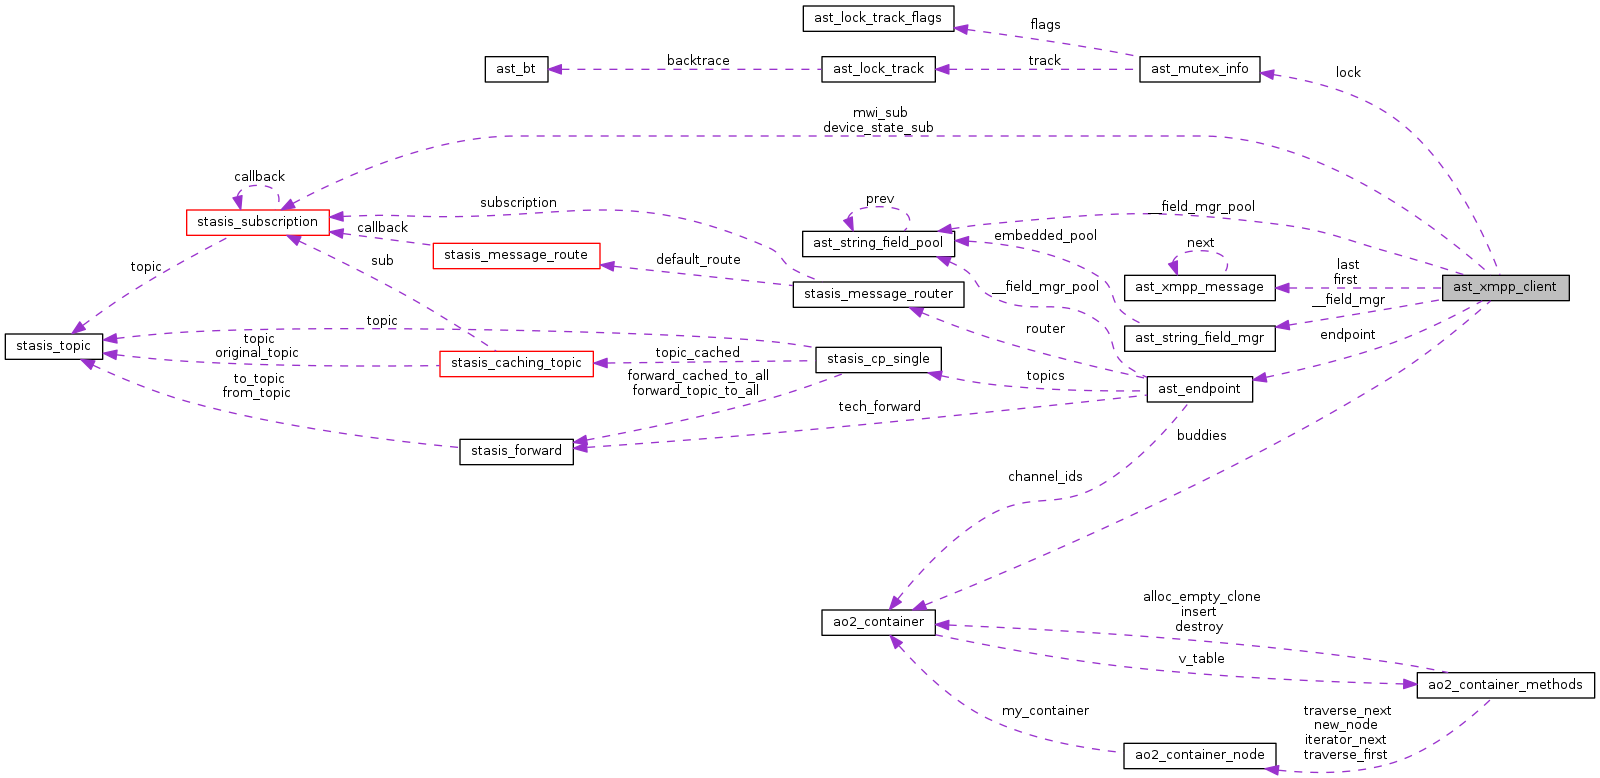 ast_lock_track_flags
flags
ast_bt
backtrace
ast_lock_track
track
ast_mutex_info
lock
mwi_sub
device_state_sub
callback
stasis_subscription
subscription
callback
prev
ast_string_field_pool
__field_mgr_pool
embedded_pool
next
topic
sub
stasis_message_route
default_route
stasis_message_router
__field_mgr_pool
ast_xmpp_message
last
first
ast_xmpp_client
__field_mgr
router
ast_string_field_mgr
endpoint
stasis_topic
topic
topic
original_topic
stasis_caching_topic
topic_cached
stasis_cp_single
topics
ast_endpoint
to_topic
from_topic
forward_cached_to_all
forward_topic_to_all
tech_forward
stasis_forward
buddies
channel_ids
ao2_container
alloc_empty_clone
insert
destroy
v_table
ao2_container_methods
my_container
traverse_next
new_node
iterator_next
traverse_first
ao2_container_node